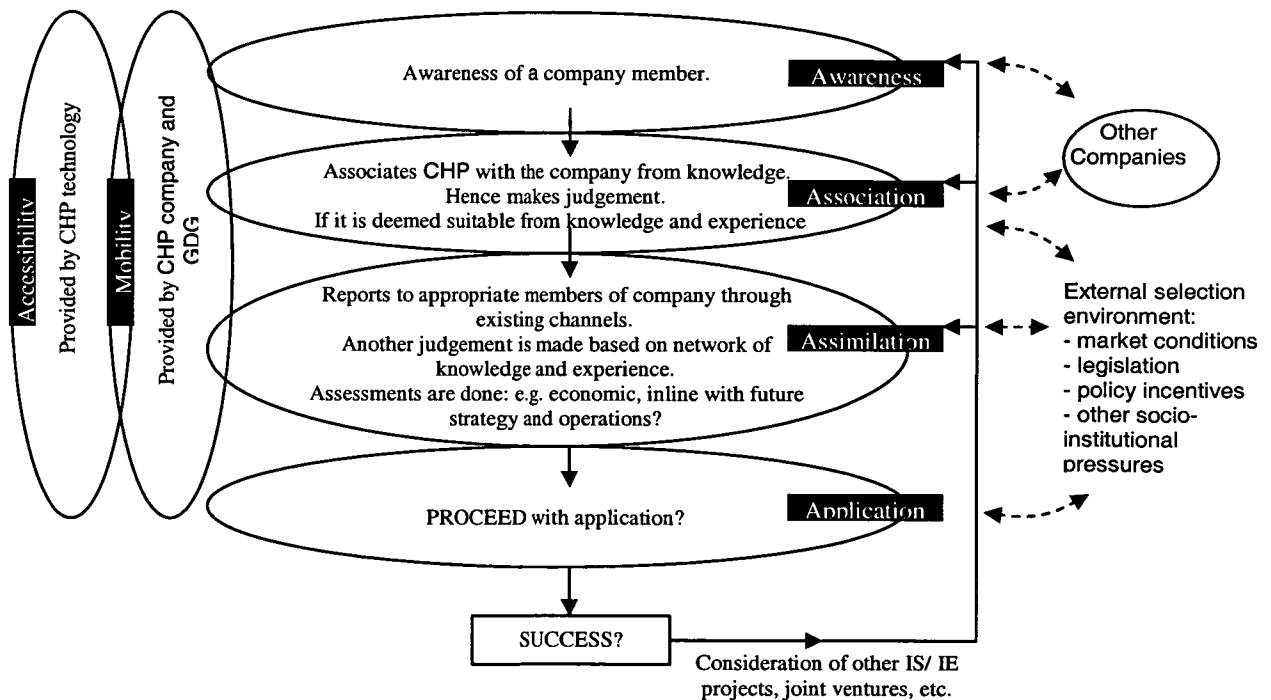 Accessibility
Provided by CHP technology
Mobility
Provided by CHP company and
GDG
Awareness of a company member.
Awareness
Associates CHP with the company from knowledge.
Hence makes judgement.
If it is deemed suitable from knowledge and experience
Association
Reports to appropriate members of company through
existing channels.
Another judgement is made based on network of
knowledge and experience.
Assessments are done: e.g. economic, inline with future
strategy and operations?
Assimilation
PROCEED with application?
Application
SUCCESS?
Consideration of other IS/ IE
projects, joint ventures, etc.
Other
Companies
External selection
environment:
- market conditions
- legislation
- policy incentives
- other socio-
institutional
pressures